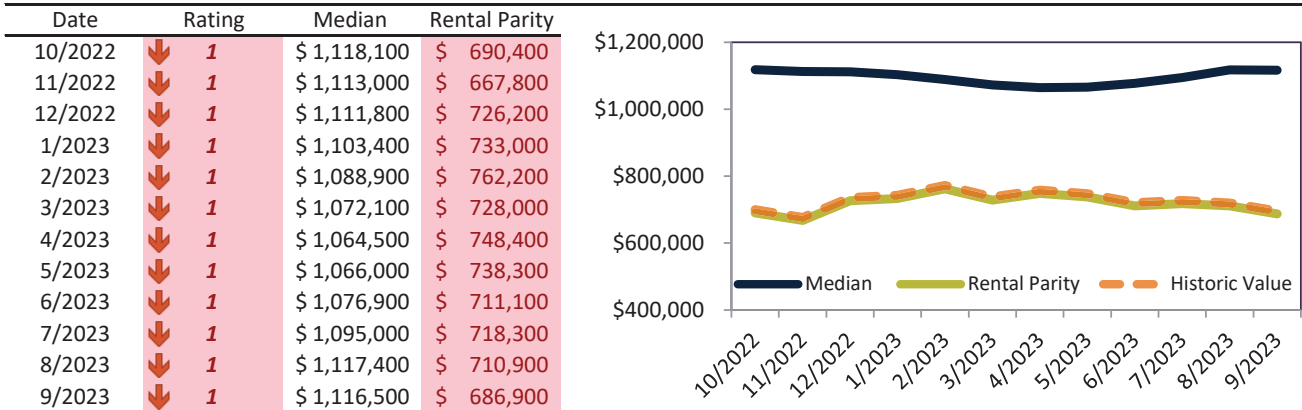 Date Rating Median Rental Parity
10/2022 1 $ 1,118,100 $ 690,400
11/2022 1 $ 1,113,000 $ 667,800
12/2022 1 $ 1,111,800 $ 726,200
1/2023 1 $ 1,103,400 $ 733,000
2/2023 1 $ 1,088,900 $ 762,200
3/2023 1 $ 1,072,100 $ 728,000
4/2023 1 $ 1,064,500 $ 748,400
5/2023 1 $ 1,066,000 $ 738,300
6/2023 1 $ 1,076,900 $ 711,100
7/2023 1 $ 1,095,000 $ 718,300
8/2023 1 $ 1,117,400 $ 710,900
9/2023 1 $ 1,116,500 $ 686,900
$1,200,000
$1,000,000
$800,000
$600,000
$400,000
Median Rental Parity Historic Value
10/2022 11/2022 12/2022 1/2023 2/2023 3/2023 4/2023 5/2023 6/2023 7/2023 8/2023 9/2023